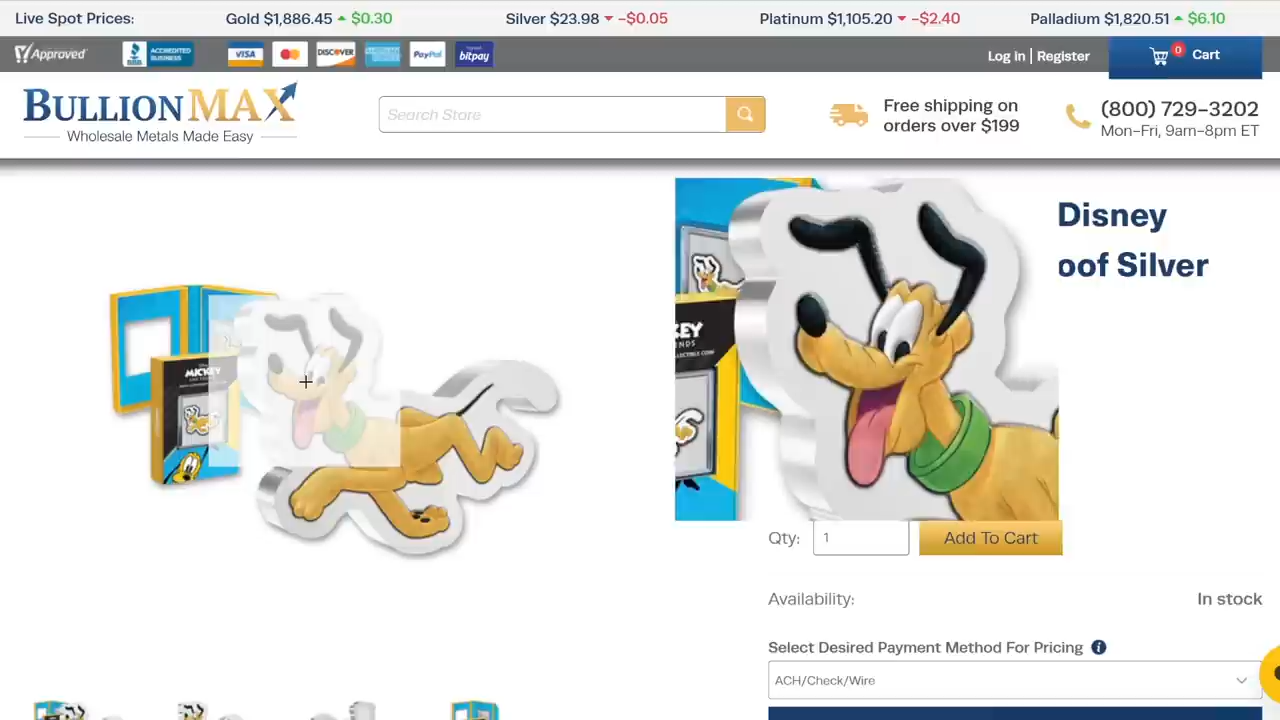 Live Spot Prices:
Gold $1,886.45 $0.30
Silver $23.98 -$0.05
Platinum $1,105.20 -$2.40
Palladium $1,820.51 $6.10
Approved
BBB ACCREDITED BUSINESS
VISA
DISCOVER
PayPal
bitpay
Log in | Register
0 Cart
BULLIONMAX
Wholesale Metals Made Easy
Search Store
Free shipping on
orders over $199
(800) 729-3202
Mon-Fri, 9am-8pm ET
Disney
oof Silver
MICKEY
KEY
Qty: 1
Add To Cart
Availability: In stock
Select Desired Payment Method For Pricing
ACH/Check/Wire